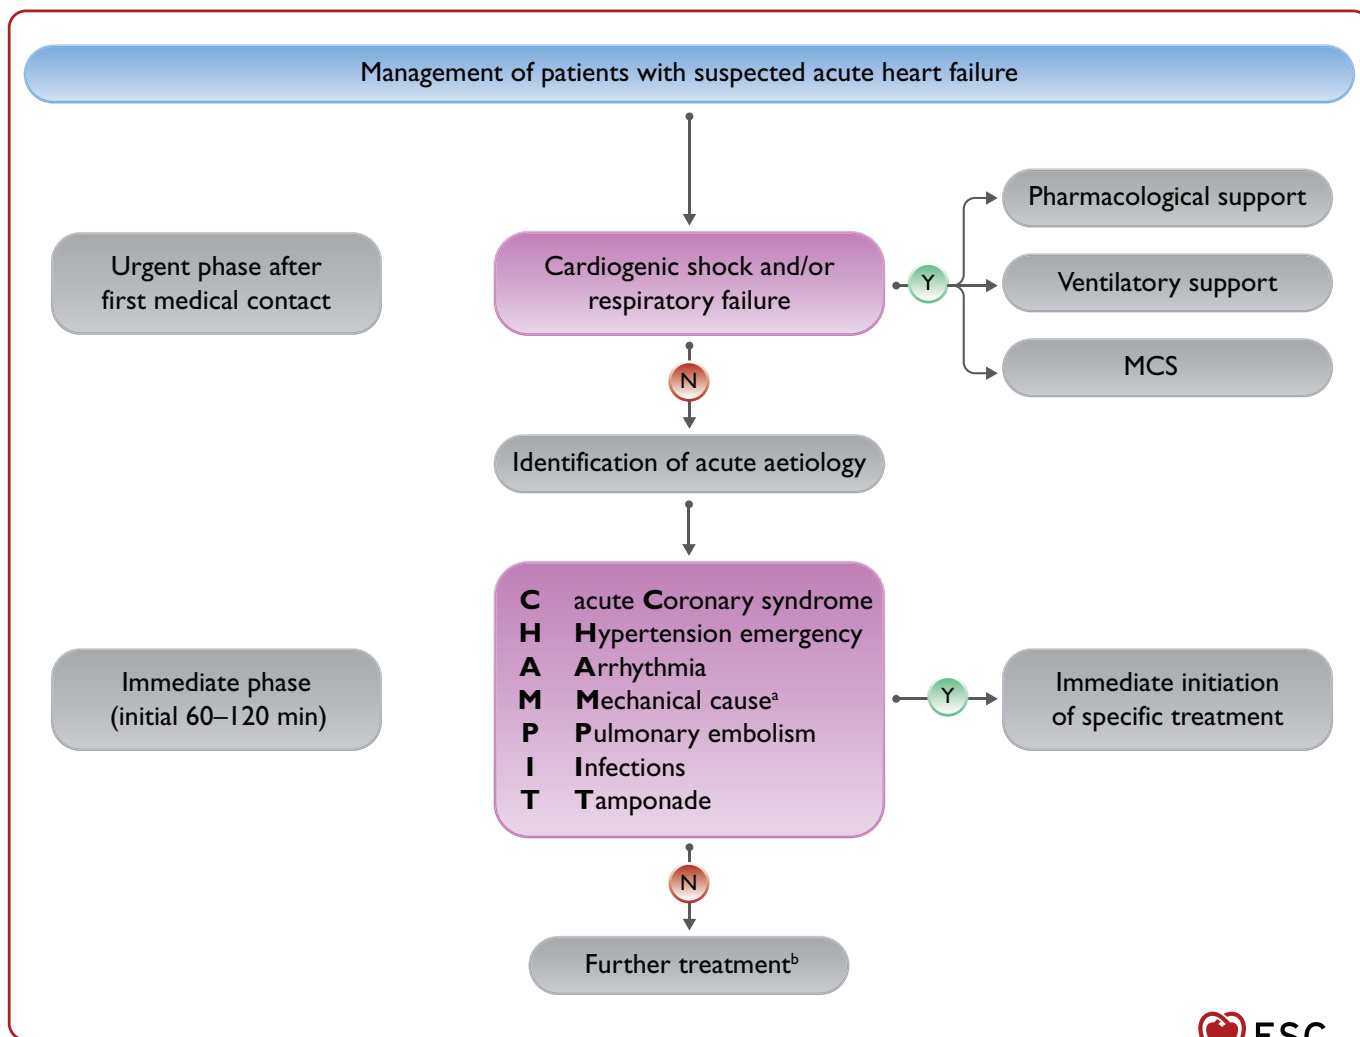 Management of patients with suspected acute heart failure
Urgent phase after
first medical contact
Cardiogenic shock and/or
respiratory failure
Y
Pharmacological support
Ventilatory support
MCS
N
Identification of acute aetiology
Immediate phase
(initial 60–120 min)
C acute Coronary syndrome
H Hypertension emergency
A Arrhythmia
M Mechanical causeᵃ
P Pulmonary embolism
I Infections
T Tamponade
Y
Immediate initiation
of specific treatment
N
Further treatmentᵇ
ESC